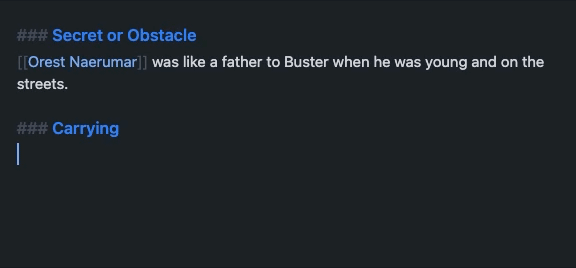 ### Secret or Obstacle
[[Orest Naerumar]] was like a father to Buster when he was young and on the
streets.
### Carrying